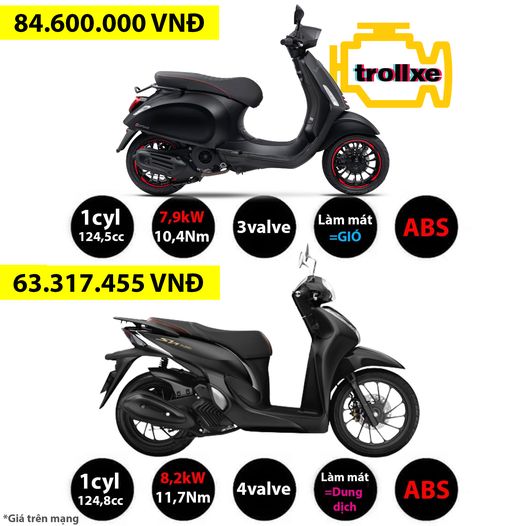 84.600.000 VNĐ
trollxe
1cyl
124,5cc
7,9kW
10,4Nm
3valve
Làm mát
=GIÓ
ABS
63.317.455 VNĐ
SH
1cyl
124,8cc
8,2kW
11,7Nm
4valve
Làm mát
=Dung
dịch
ABS
*Giá trên mạng